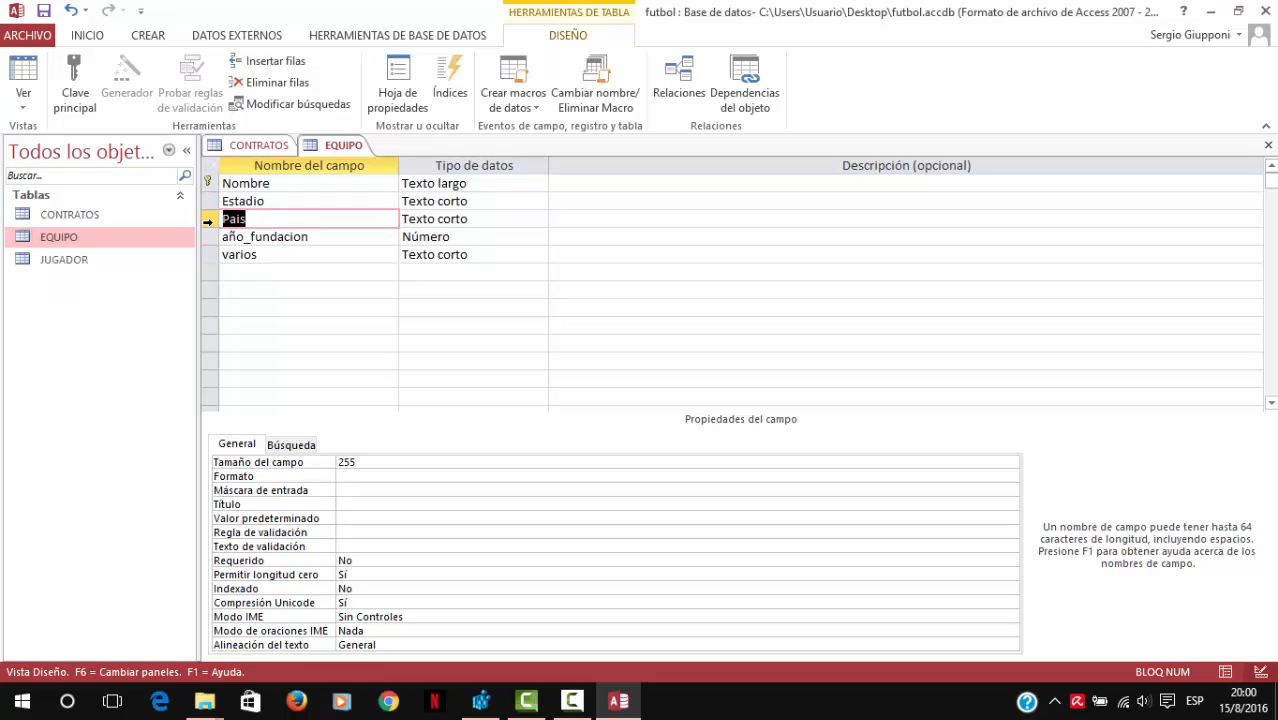 HERRAMIENTAS DE TABLA
futbol : Base de datos- C:\Users\Usuario\Desktop\futbol.accdb (Formato de archivo de Access 2007 - 2...
ARCHIVO INICIO CREAR DATOS EXTERNOS HERRAMIENTAS DE BASE DE DATOS DISEÑO Sergio Giupponi
Ver
Clave principal
Generador
Probar reglas de validación
Insertar filas
Eliminar filas
Modificar búsquedas
Hoja de propiedades
Índices
Crear macros de datos
Cambiar nombre/ Eliminar Macro
Relaciones
Dependencias del objeto
Vistas Herramientas Mostrar u ocultar Eventos de campo, registro y tabla Relaciones
Todos los objet...
Buscar...
Tablas
CONTRATOS
EQUIPO
JUGADOR
CONTRATOS EQUIPO
Nombre del campo Tipo de datos Descripción (opcional)
Nombre Texto largo
Estadio Texto corto
Pais Texto corto
año_fundacion Número
varios Texto corto
Propiedades del campo
General Búsqueda
Tamaño del campo 255
Formato
Máscara de entrada
Título
Valor predeterminado
Regla de validación
Texto de validación
Requerido No
Permitir longitud cero Sí
Indexado No
Compresión Unicode Sí
Modo IME Sin Controles
Modo de oraciones IME Nada
Alineación del texto General
Un nombre de campo puede tener hasta 64
caracteres de longitud, incluyendo espacios.
Presione F1 para obtener ayuda acerca de los
nombres de campo.
Vista Diseño. F6 = Cambiar paneles. F1 = Ayuda. BLOQ NUM
ESP
20:00
15/8/2016